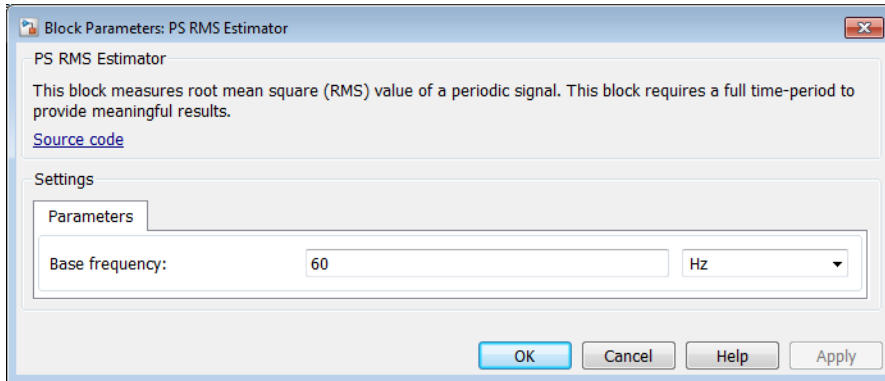 Block Parameters: PS RMS Estimator
PS RMS Estimator
This block measures root mean square (RMS) value of a periodic signal. This block requires a full time-period to
provide meaningful results.
Source code
Settings
Parameters
Base frequency: 60 Hz
OK Cancel Help Apply